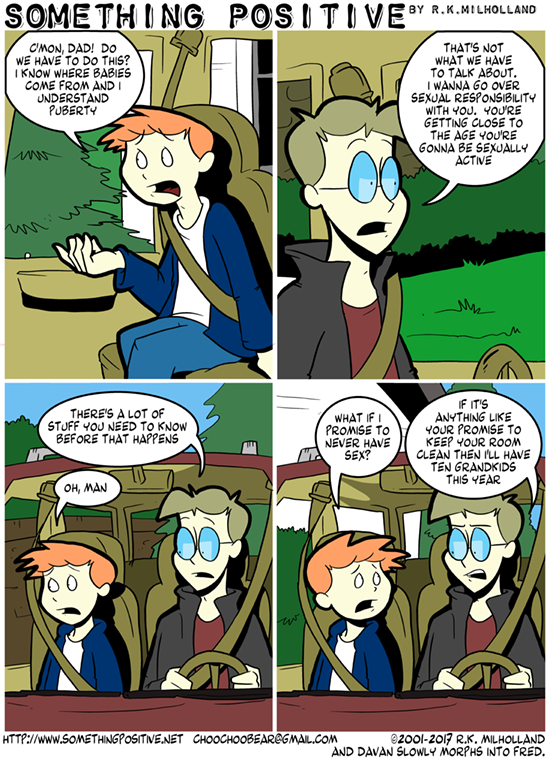 SOMETHING POSITIVE BY R.K.MILHOLLAND
C'MON, DAD! DO
WE HAVE TO DO THIS?
I KNOW WHERE BABIES
COME FROM AND I
UNDERSTAND
PUBERTY
THAT'S NOT
WHAT WE HAVE
TO TALK ABOUT.
I WANNA GO OVER
SEXUAL RESPONSIBILITY
WITH YOU. YOU'RE
GETTING CLOSE TO
THE AGE YOU'RE
GONNA BE SEXUALLY
ACTIVE
THERE'S A LOT OF
STUFF YOU NEED TO KNOW
BEFORE THAT HAPPENS
OH, MAN
WHAT IF I
PROMISE TO
NEVER HAVE
SEX?
IF IT'S
ANYTHING LIKE
YOUR PROMISE TO
KEEP YOUR ROOM
CLEAN THEN I'LL HAVE
TEN GRANDKIDS
THIS YEAR
HTTP://WWW.SOMETHINGPOSITIVE.NET CHOOCHOOBEAR@GMAIL.COM ©2001-2017 R.K. MILHOLLAND
AND DAVAN SLOWLY MORPHS INTO FRED.